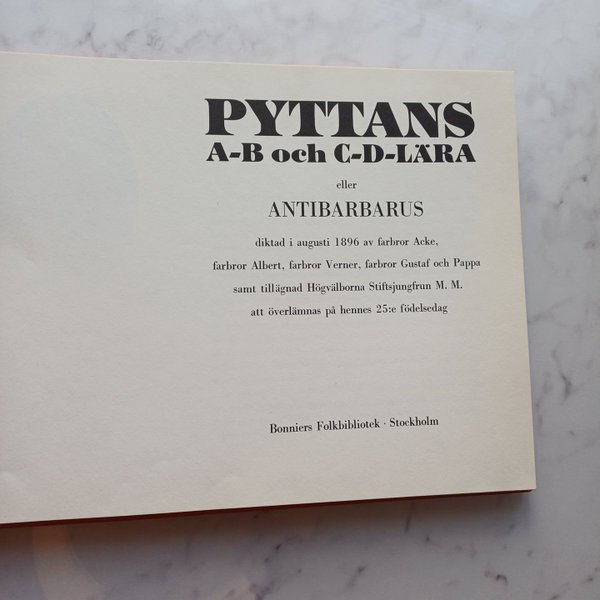 PYTTANS
A-B och C-D-LÄRA
eller
ANTIBARBARUS
diktad i augusti 1896 av farbror Acke,
farbror Albert, farbror Verner, farbror Gustaf och Pappa
samt tillägnad Högvälborna Stiftsjungfrun M. M.
att överlämnas på hennes 25:e födelsedag
Bonniers Folkbibliotek · Stockholm